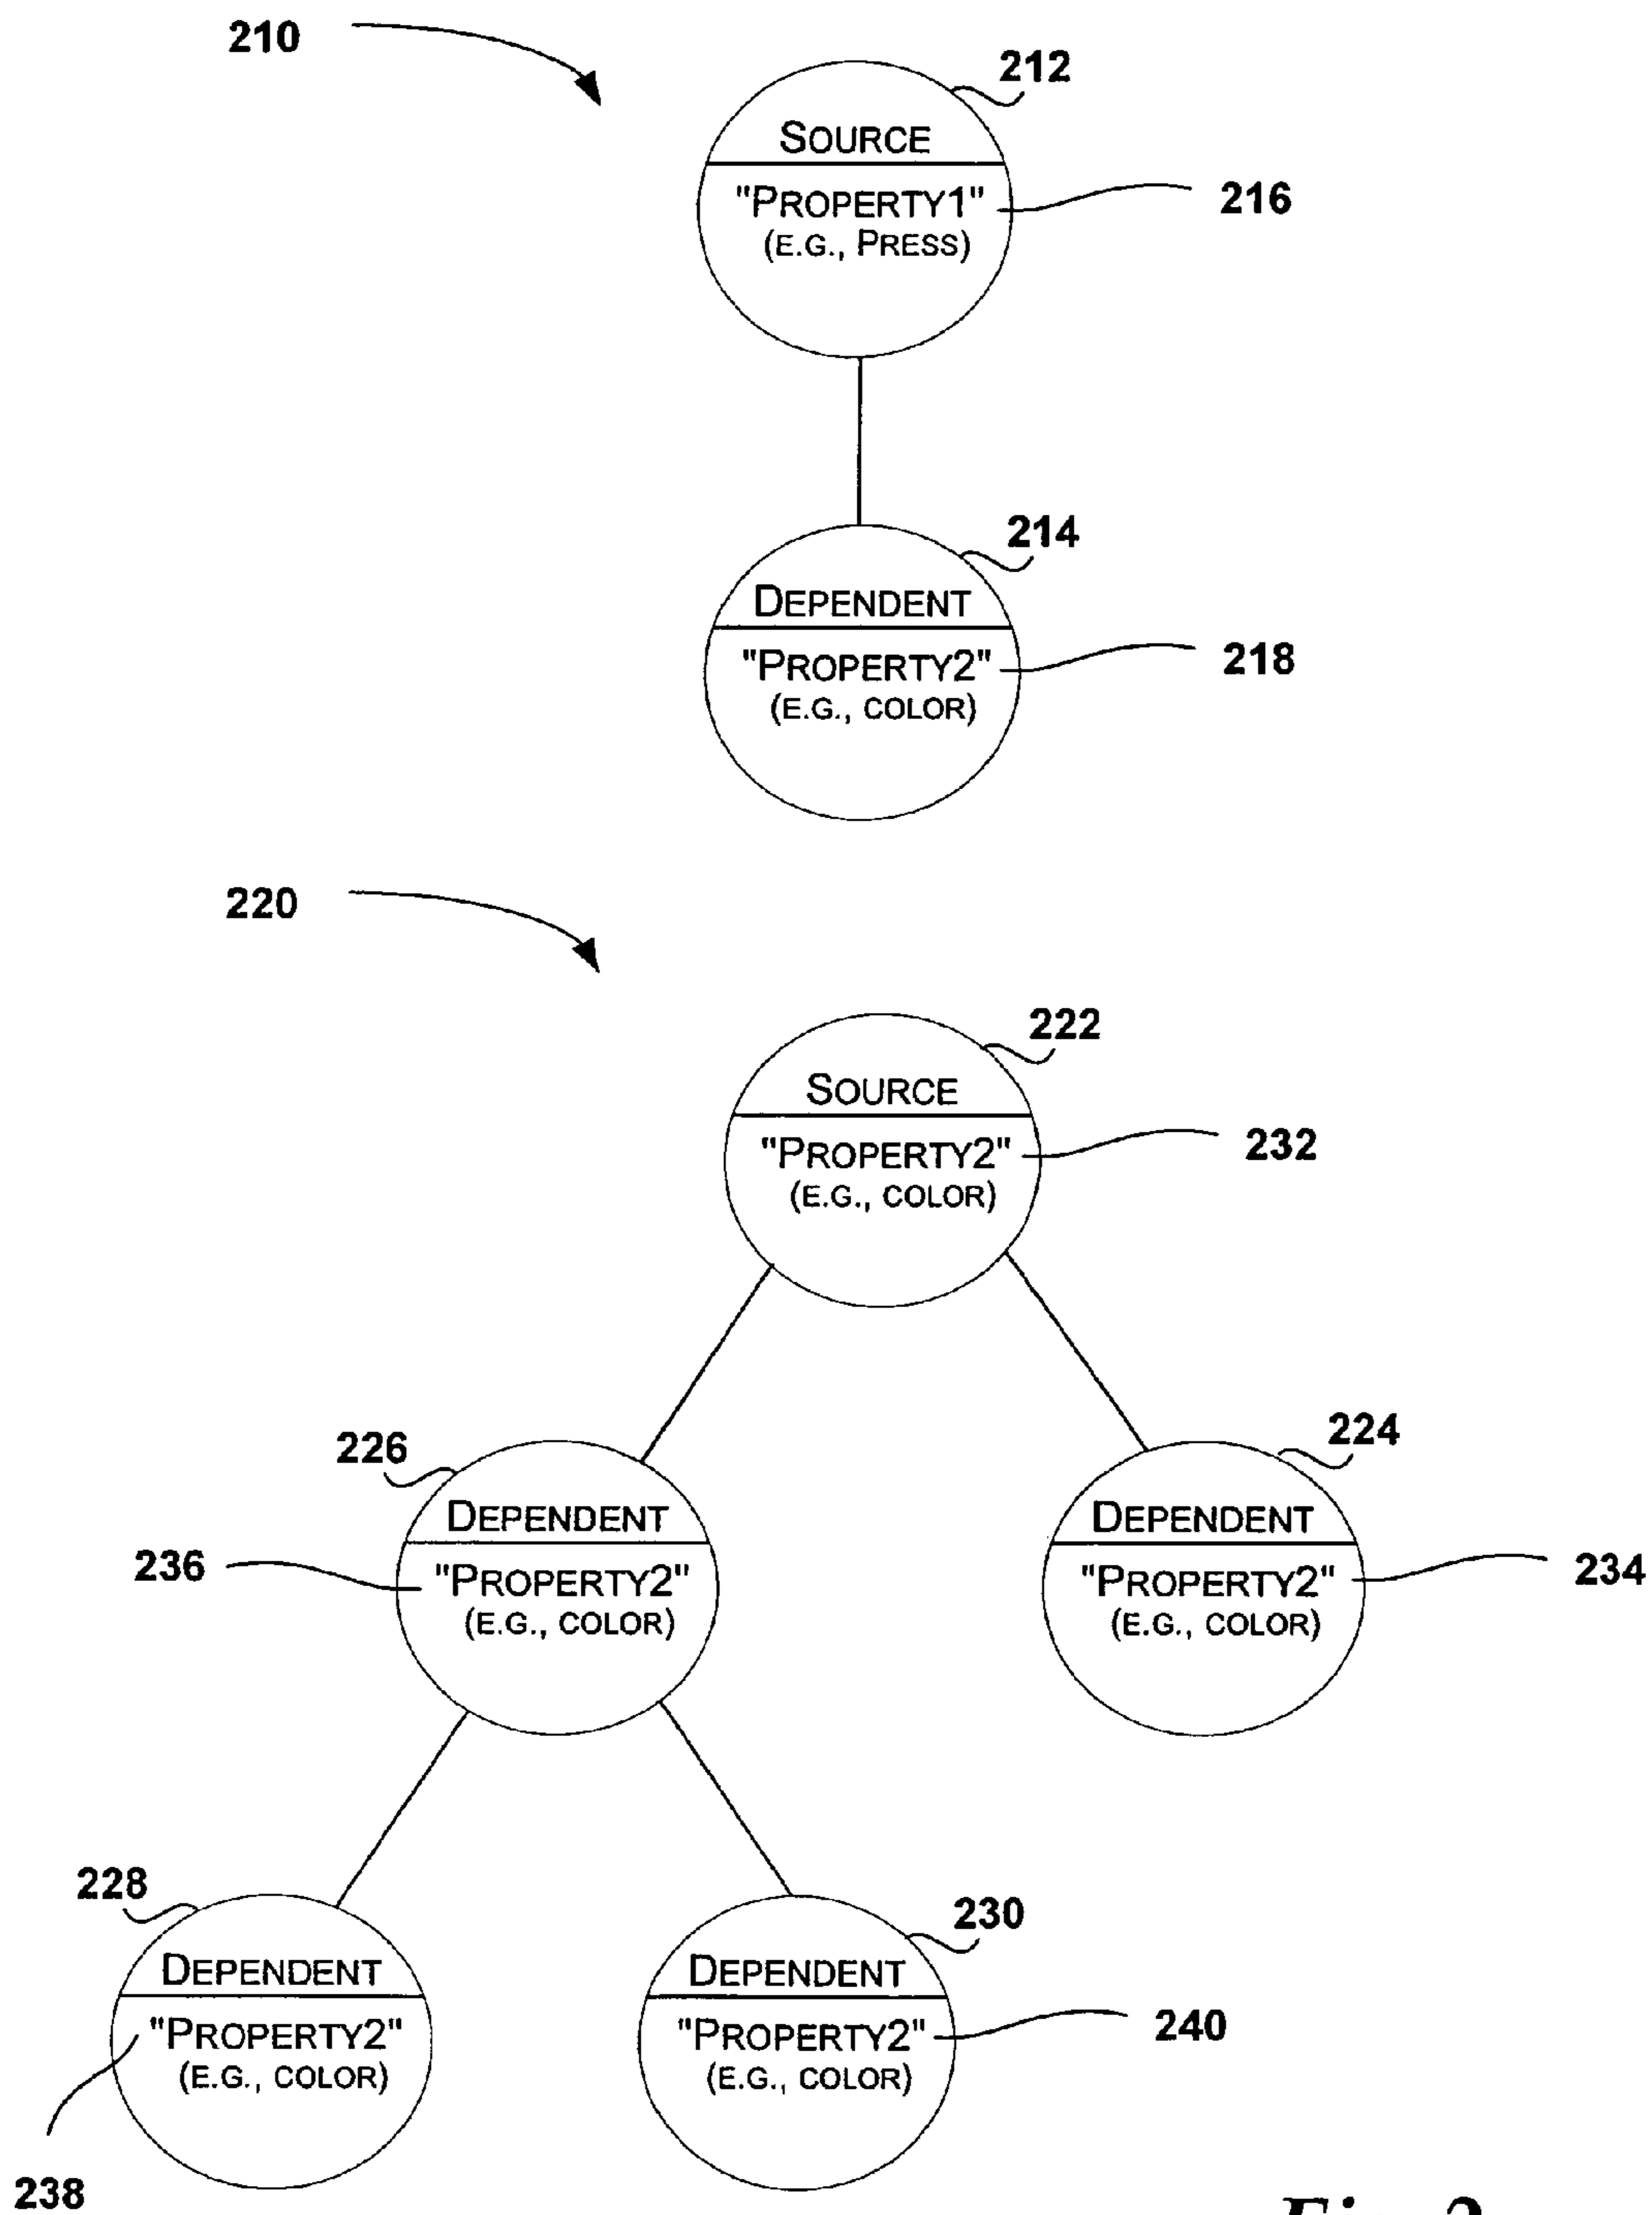 210
212
SOURCE
"PROPERTY1"
216
(E.G., PRESS)
214
DEPENDENT
"PROPERTY2"
218
(E.G., COLOR)
220
222
SOURCE
"PROPERTY2"
232
(E.G., COLOR)
226
224
DEPENDENT
DEPENDENT
236
"PROPERTY2"
"PROPERTY2"
234
(E.G., COLOR)
(E.G., COLOR)
228
230
DEPENDENT
DEPENDENT
"PROPERTY2"
"PROPERTY2"
240
(E.G., COLOR)
(E.G., COLOR)
238